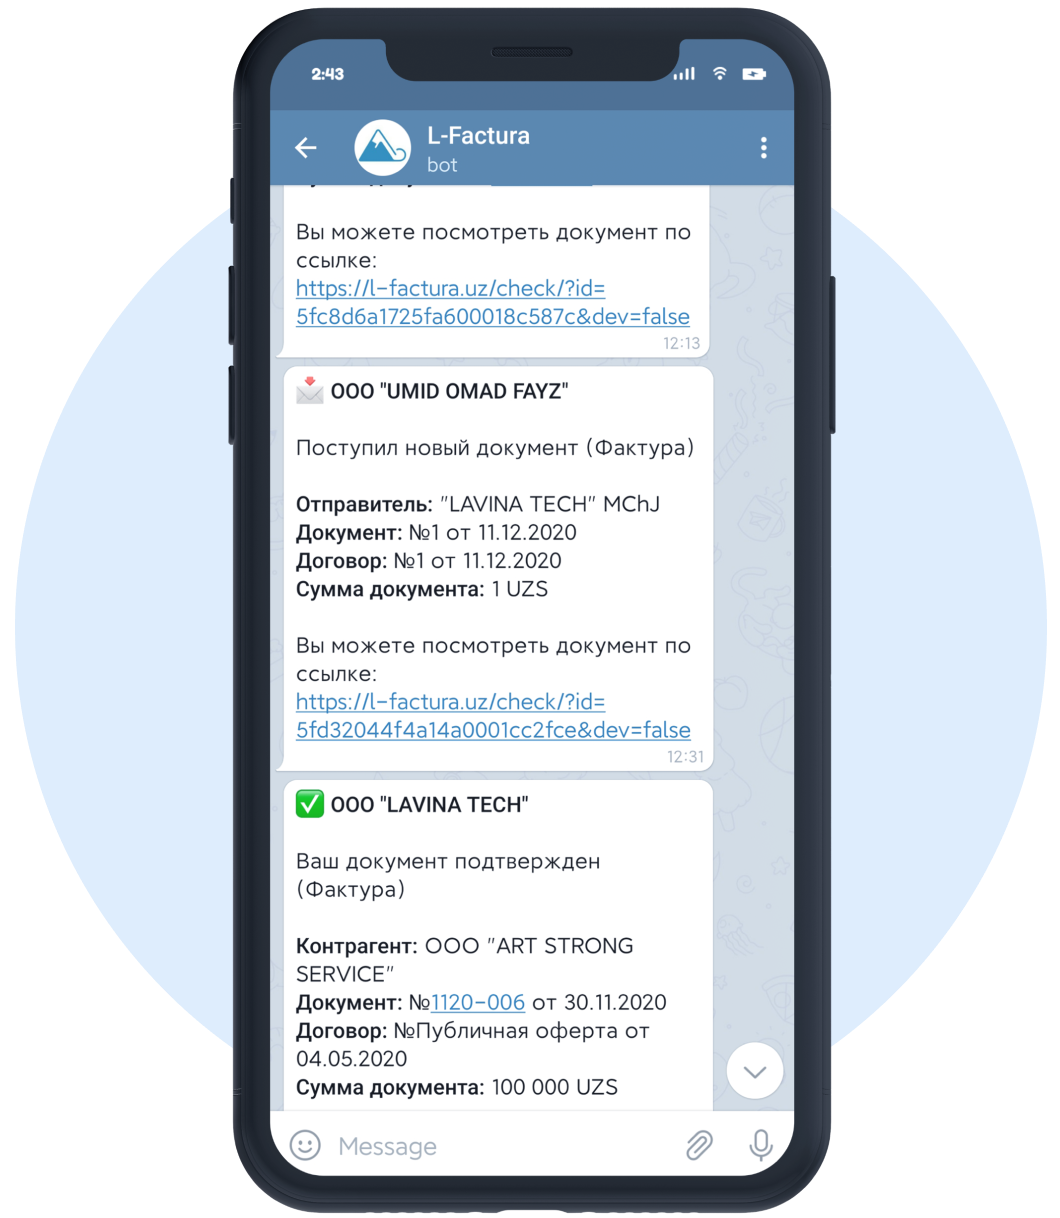 2:43
L-Factura
bot
Вы можете посмотреть документ по
ссылке:
https://l-factura.uz/check/?id=
5fc8d6a1725fa600018c587c&dev=false
12:13
ООО "UMID OMAD FAYZ"
Поступил новый документ (Фактура)
Отправитель: "LAVINA TECH" MChJ
Документ: №1 от 11.12.2020
Договор: №1 от 11.12.2020
Сумма документа: 1 UZS
Вы можете посмотреть документ по
ссылке:
https://l-factura.uz/check/?id=
5fd32044f4a14a0001cc2fce&dev=false
12:31
ООО "LAVINA TECH"
Ваш документ подтвержден
(Фактура)
Контрагент: ООО "ART STRONG
SERVICE"
Документ: №1120-006 от 30.11.2020
Договор: №Публичная оферта от
04.05.2020
Сумма документа: 100 000 UZS
Message